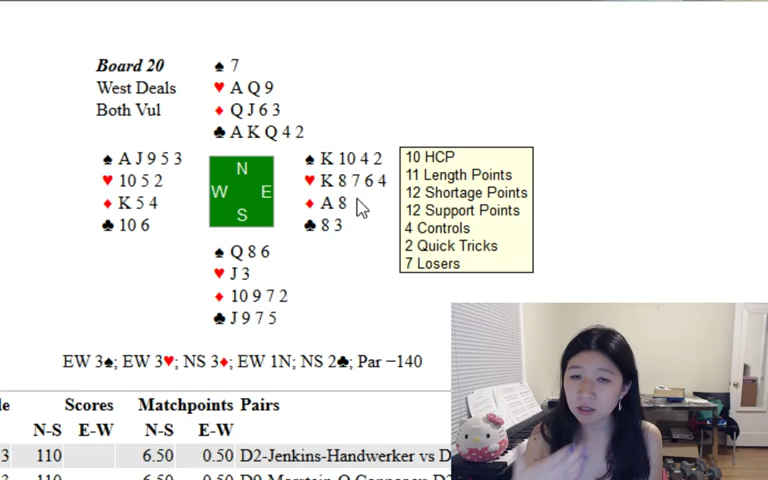 Board 20
West Deals
Both Vul
♠ 7
♥ A Q 9
♦ Q J 6 3
♣ A K Q 4 2
♠ A J 9 5 3
♥ 10 5 2
♦ K 5 4
♣ 10 6
N
W E
S
♠ K 10 4 2
♥ K 8 7 6 4
♦ A 8
♣ 8 3
10 HCP
11 Length Points
12 Shortage Points
12 Support Points
4 Controls
2 Quick Tricks
7 Losers
♠ Q 8 6
♥ J 3
♦ 10 9 7 2
♣ J 9 7 5
EW 3♠; EW 3♥; NS 3♦; EW 1N; NS 2♣; Par −140
le Scores Matchpoints Pairs
N-S E-W N-S E-W
3 110 6.50 0.50 D2-Jenkins-Handwerker vs D
110 6.50 0.50